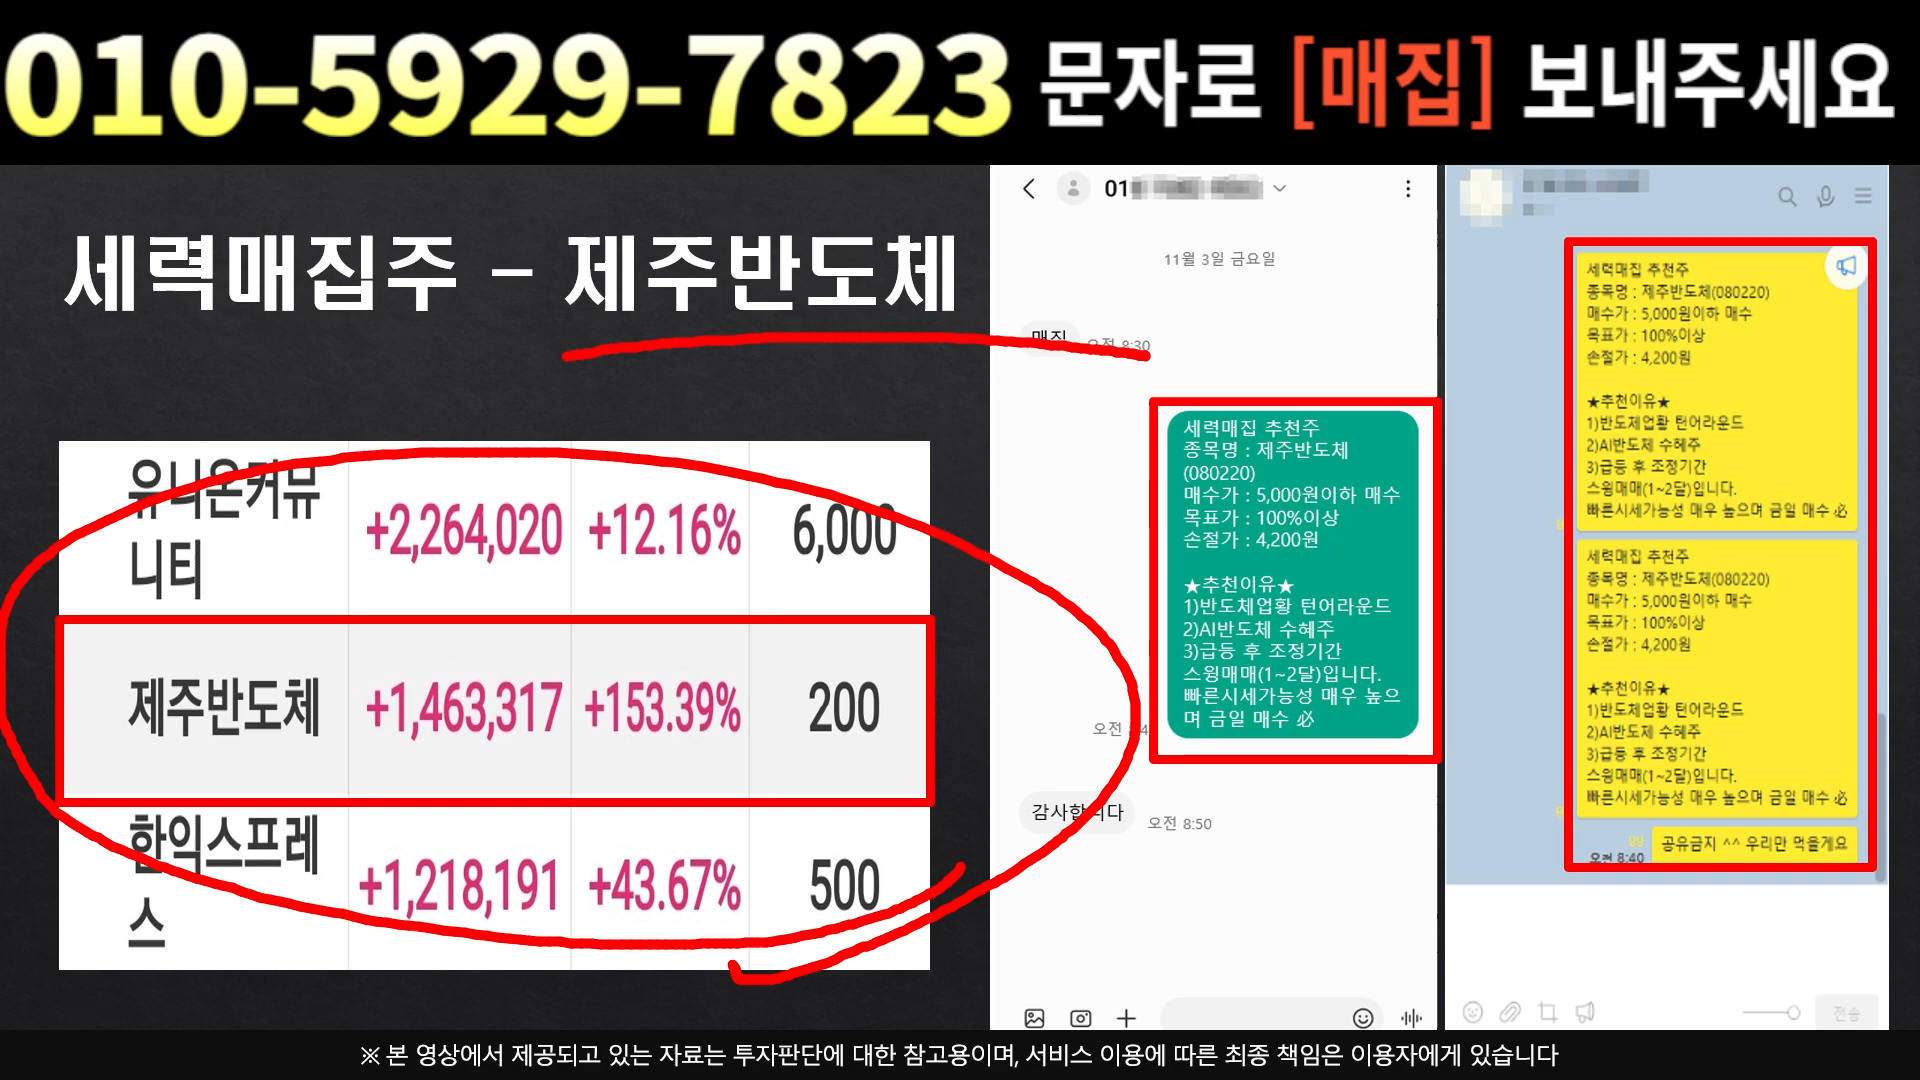 010-5929-7823 문자로 [매집] 보내주세요
세력매집주 - 제주반도체
유니온커뮤
니티
+2,264,020 +12.16% 6,000
제주반도체 +1,463,317 +153.39% 200
한익스프레
스
+1,218,191 +43.67% 500
01
11월 3일 금요일
매집
오전 8:30
세력매집 추천주
종목명 : 제주반도체
(080220)
매수가 : 5,000원이하 매수
목표가 : 100%이상
손절가 : 4,200원
★추천이유★
1)반도체업황 턴어라운드
2)AI반도체 수혜주
3)급등 후 조정기간
스윙매매(1~2달)입니다.
빠른시세가능성 매우 높으
며 금일 매수 必
오전
감사합니다
오전 8:50
세력매집 추천주
종목명 : 제주반도체(080220)
매수가 : 5,000원이하 매수
목표가 : 100%이상
손절가 : 4,200원
★추천이유★
1)반도체업황 턴어라운드
2)AI반도체 수혜주
3)급등 후 조정기간
스윙매매(1~2달)입니다.
빠른시세가능성 매우 높으며 금일 매수 必
세력매집 추천주
종목명 : 제주반도체(080220)
매수가 : 5,000원이하 매수
목표가 : 100%이상
손절가 : 4,200원
★추천이유★
1)반도체업황 턴어라운드
2)AI반도체 수혜주
3)급등 후 조정기간
스윙매매(1~2달)입니다.
빠른시세가능성 매우 높으며 금일 매수 必
오전 8:40
공유금지 ^^ 우리만 먹을게요
전송
※ 본 영상에서 제공되고 있는 자료는 투자판단에 대한 참고용이며, 서비스 이용에 따른 최종 책임은 이용자에게 있습니다